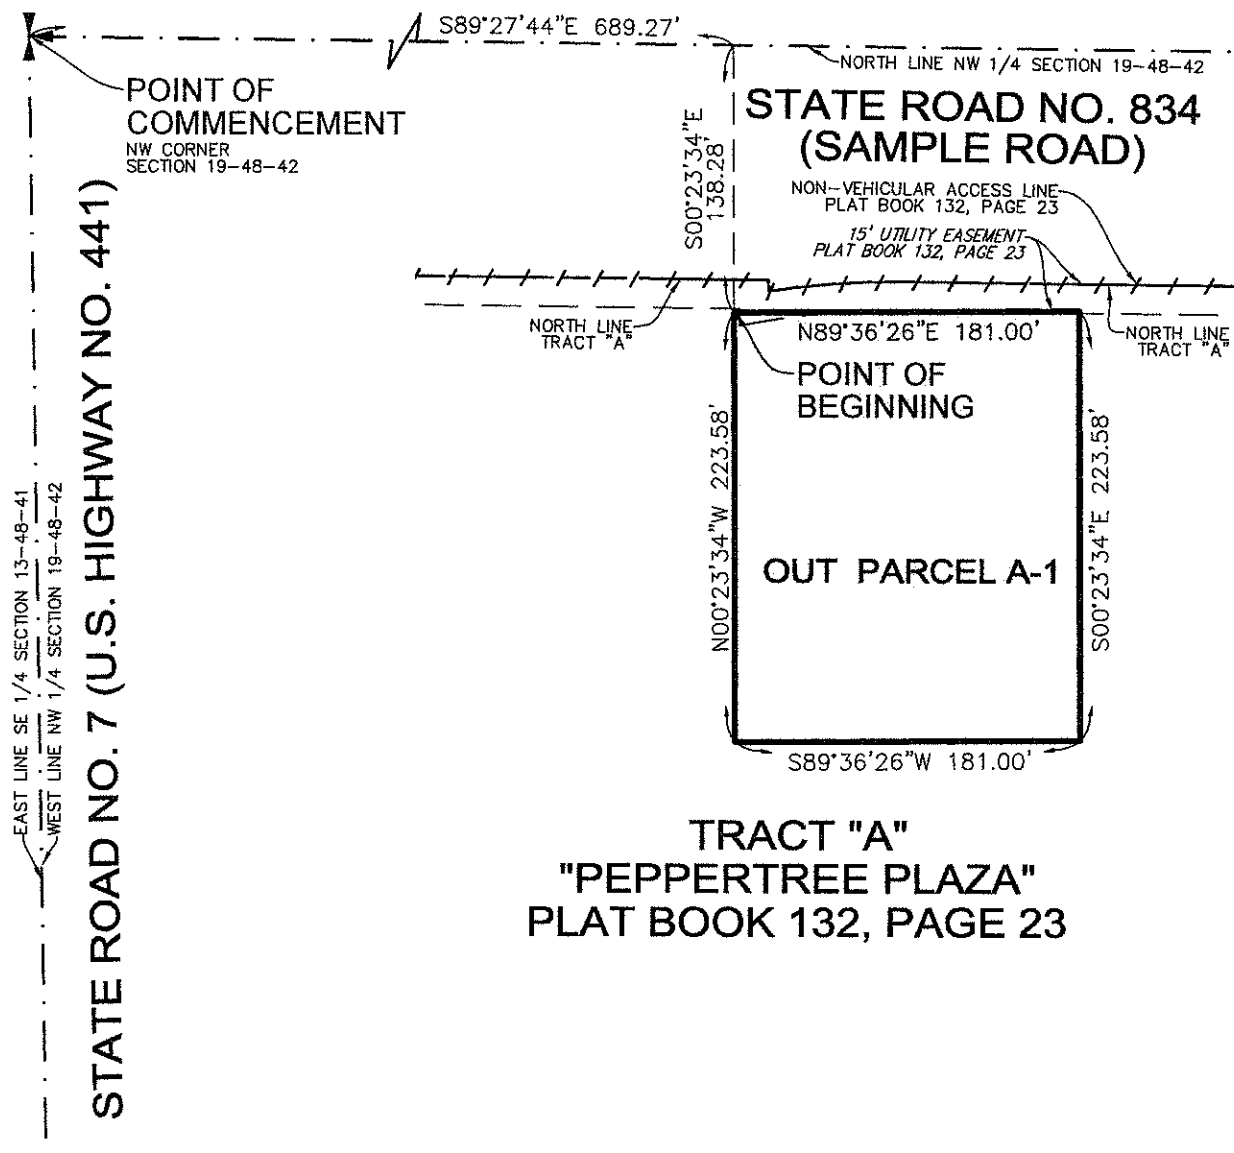 S89°27'44"E 689.27'
NORTH LINE NW 1/4 SECTION 19-48-42
POINT OF
COMMENCEMENT
NW CORNER
SECTION 19-48-42
STATE ROAD NO. 834
(SAMPLE ROAD)
S00°23'34"E
138.28'
NON-VEHICULAR ACCESS LINE
PLAT BOOK 132, PAGE 23
15' UTILITY EASEMENT
PLAT BOOK 132, PAGE 23
NORTH LINE
TRACT "A"
N89°36'26"E 181.00'
NORTH LINE
TRACT "A"
POINT OF
BEGINNING
N00°23'34"W 223.58'
S00°23'34"E 223.58'
OUT PARCEL A-1
S89°36'26"W 181.00'
EAST LINE SE 1/4 SECTION 13-48-41
WEST LINE NW 1/4 SECTION 19-48-42
STATE ROAD NO. 7 (U.S. HIGHWAY NO. 441)
TRACT "A"
"PEPPERTREE PLAZA"
PLAT BOOK 132, PAGE 23